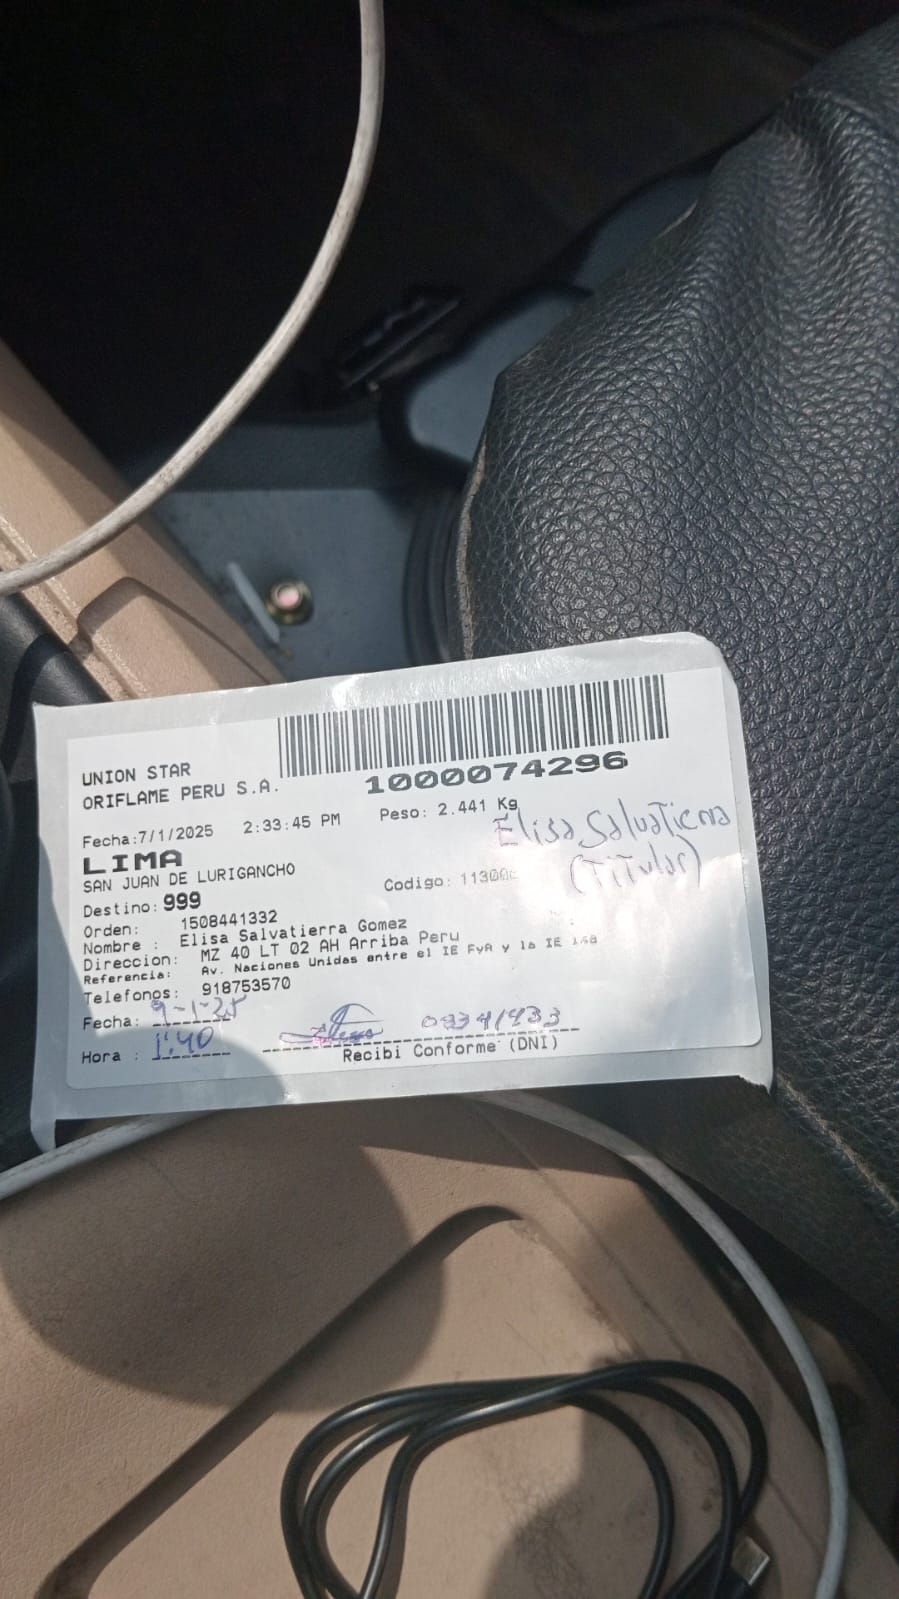 UNION STAR
ORIFLAME PERU S.A.
1000074296
Fecha:7/1/2025 2:33:45 PM Peso: 2.441 Kg
Elisa Salvatierra
(Titular)
LIMA
SAN JUAN DE LURIGANCHO
Codigo:
Destino: 999
Orden: 1508441332
Nombre : Elisa Salvatierra Gomez
Direccion: MZ 40 LT 02 AH Arriba Peru
Referencia: Av. Naciones Unidas entre el IE FyA y la IE
Telefonos: 918753570
Fecha: 9-1-25
Hora : 1:40
Recibi Conforme (DNI)